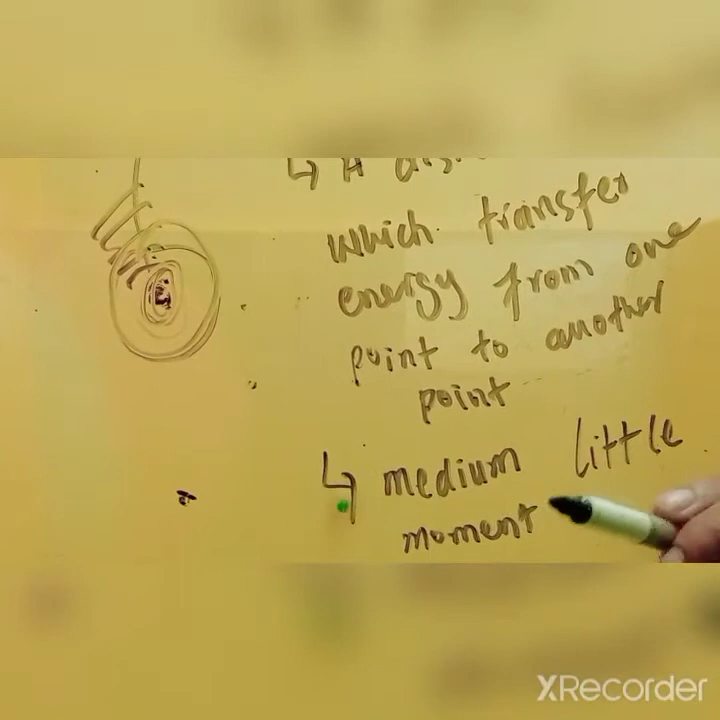 which transfer
energy from one
point to another
point
medium little
moment
XRecorder